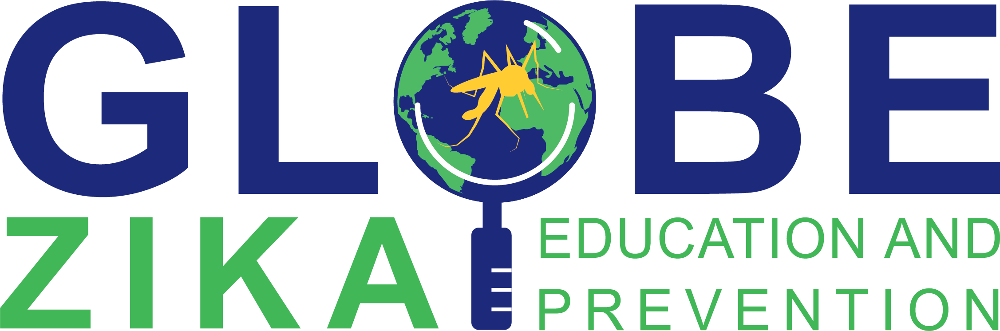 GLOBE
ZIKA
EDUCATION AND
PREVENTION